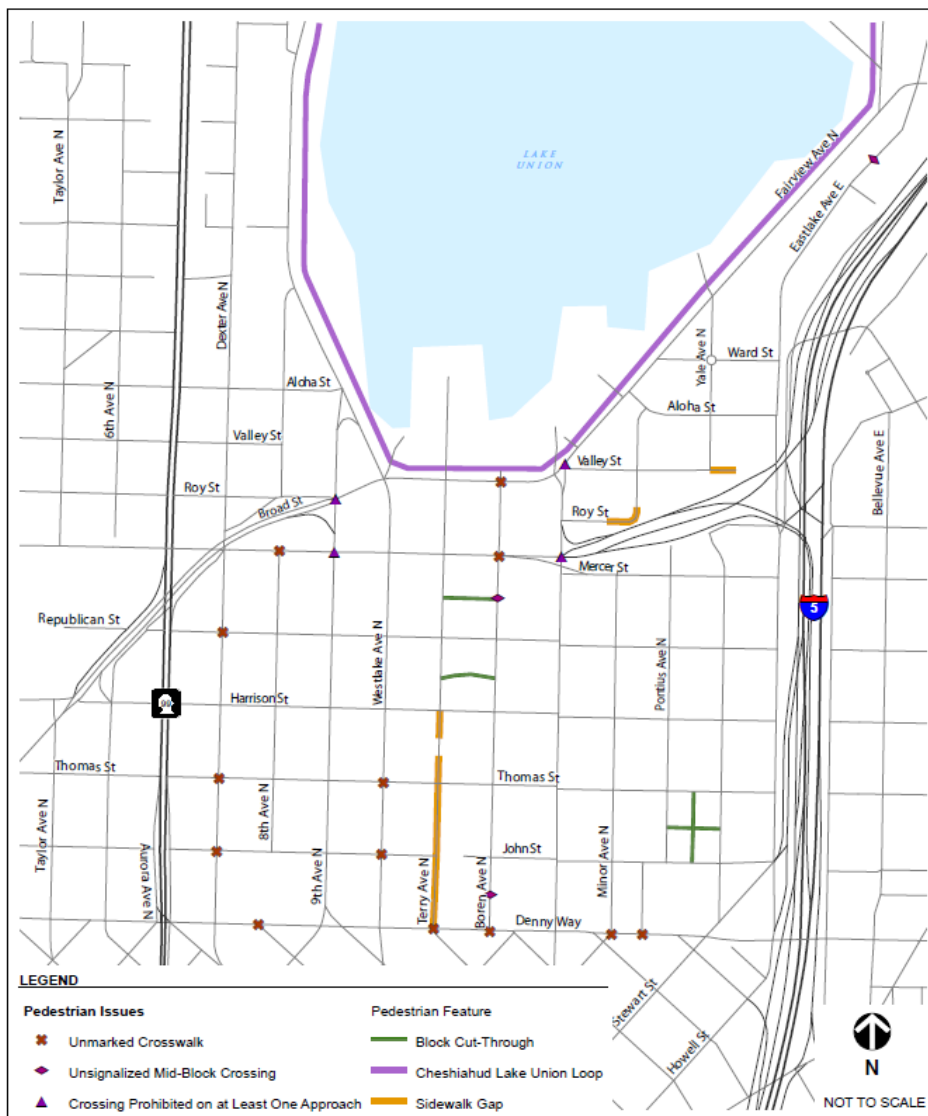 LAKE
UNION
Fairview Ave N
Eastlake Ave E
Taylor Ave N
Dexter Ave N
6th Ave N
Yale Ave N
Ward St
Aloha St
Aloha St
Valley St
Valley St
Bellevue Ave E
Roy St
Broad St
Roy St
Mercer St
Republican St
5
Westlake Ave N
Pontius Ave N
Harrison St
99
Thomas St
Thomas St
8th Ave N
Taylor Ave N
Aurora Ave N
9th Ave N
Terry Ave N
Boren Ave N
John St
Minor Ave N
Denny Way
Stewart St
Howell St
LEGEND
Pedestrian Issues
Unmarked Crosswalk
Unsignalized Mid-Block Crossing
Crossing Prohibited on at Least One Approach
Pedestrian Feature
Block Cut-Through
Cheshiahud Lake Union Loop
Sidewalk Gap
N
NOT TO SCALE